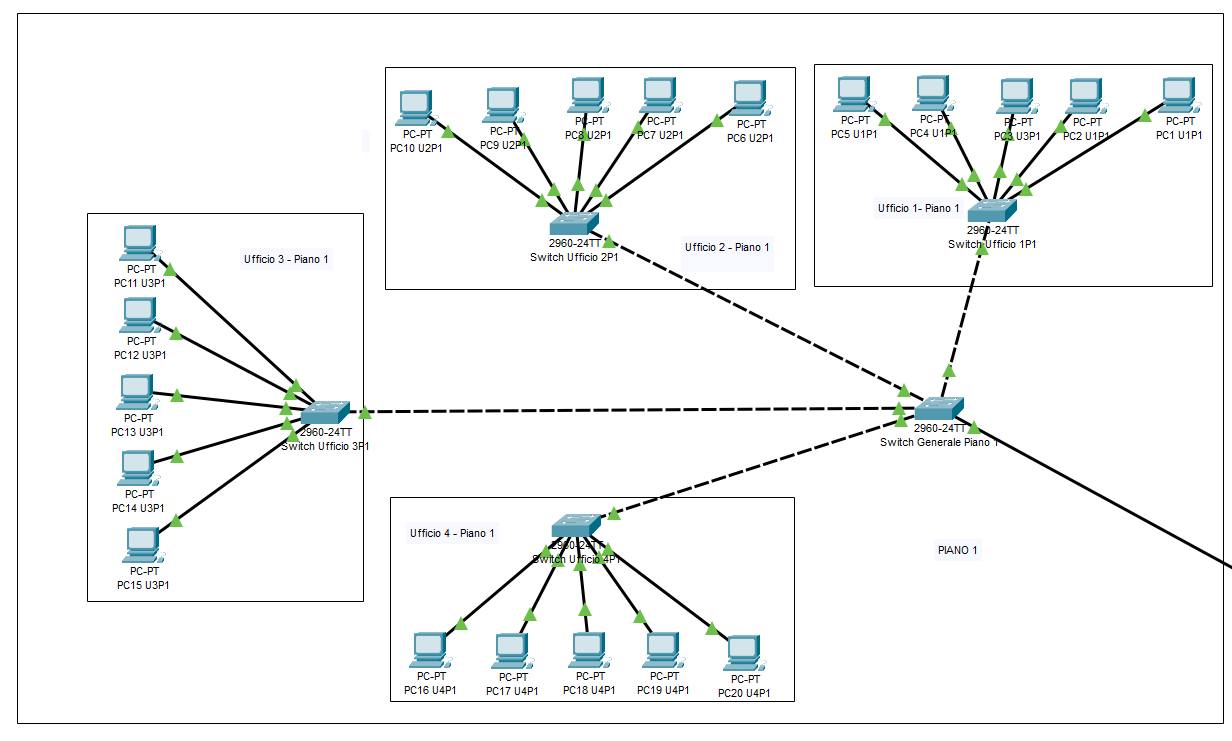 PC-PT
PC10 U2P1
PC-PT
PC9 U2P1
PC-PT
PC8 U2P1
PC-PT
PC7 U2P1
PC-PT
PC6 U2P1
2960-24TT
Switch Ufficio 2P1
Ufficio 2 - Piano 1
PC-PT
PC5 U1P1
PC-PT
PC4 U1P1
PC-PT
PC3 U3P1
PC-PT
PC2 U1P1
PC-PT
PC1 U1P1
Ufficio 1- Piano 1
2960-24TT
Switch Ufficio 1P1
Ufficio 3 - Piano 1
PC-PT
PC11 U3P1
PC-PT
PC12 U3P1
PC-PT
PC13 U3P1
PC-PT
PC14 U3P1
PC-PT
PC15 U3P1
2960-24TT
Switch Ufficio 3P1
2960-24TT
Switch Generale Piano 1
Ufficio 4 - Piano 1
2960-24TT
Switch Ufficio 4P1
PC-PT
PC16 U4P1
PC-PT
PC17 U4P1
PC-PT
PC18 U4P1
PC-PT
PC19 U4P1
PC-PT
PC20 U4P1
PIANO 1